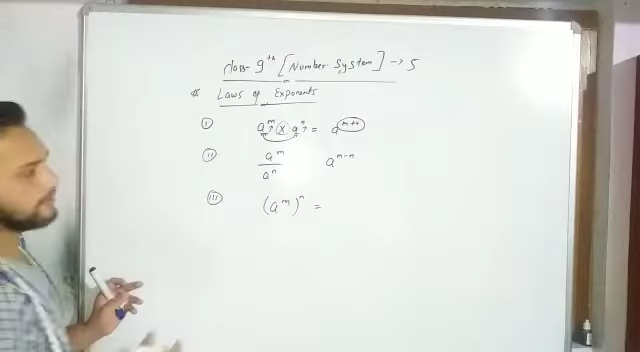 class- 9th [Number System] → 5
* Laws of Exponents
(i) a^m × a^n = a^(m+n)
(ii) a^m / a^n a^(m-n)
(iii) (a^m)^n =